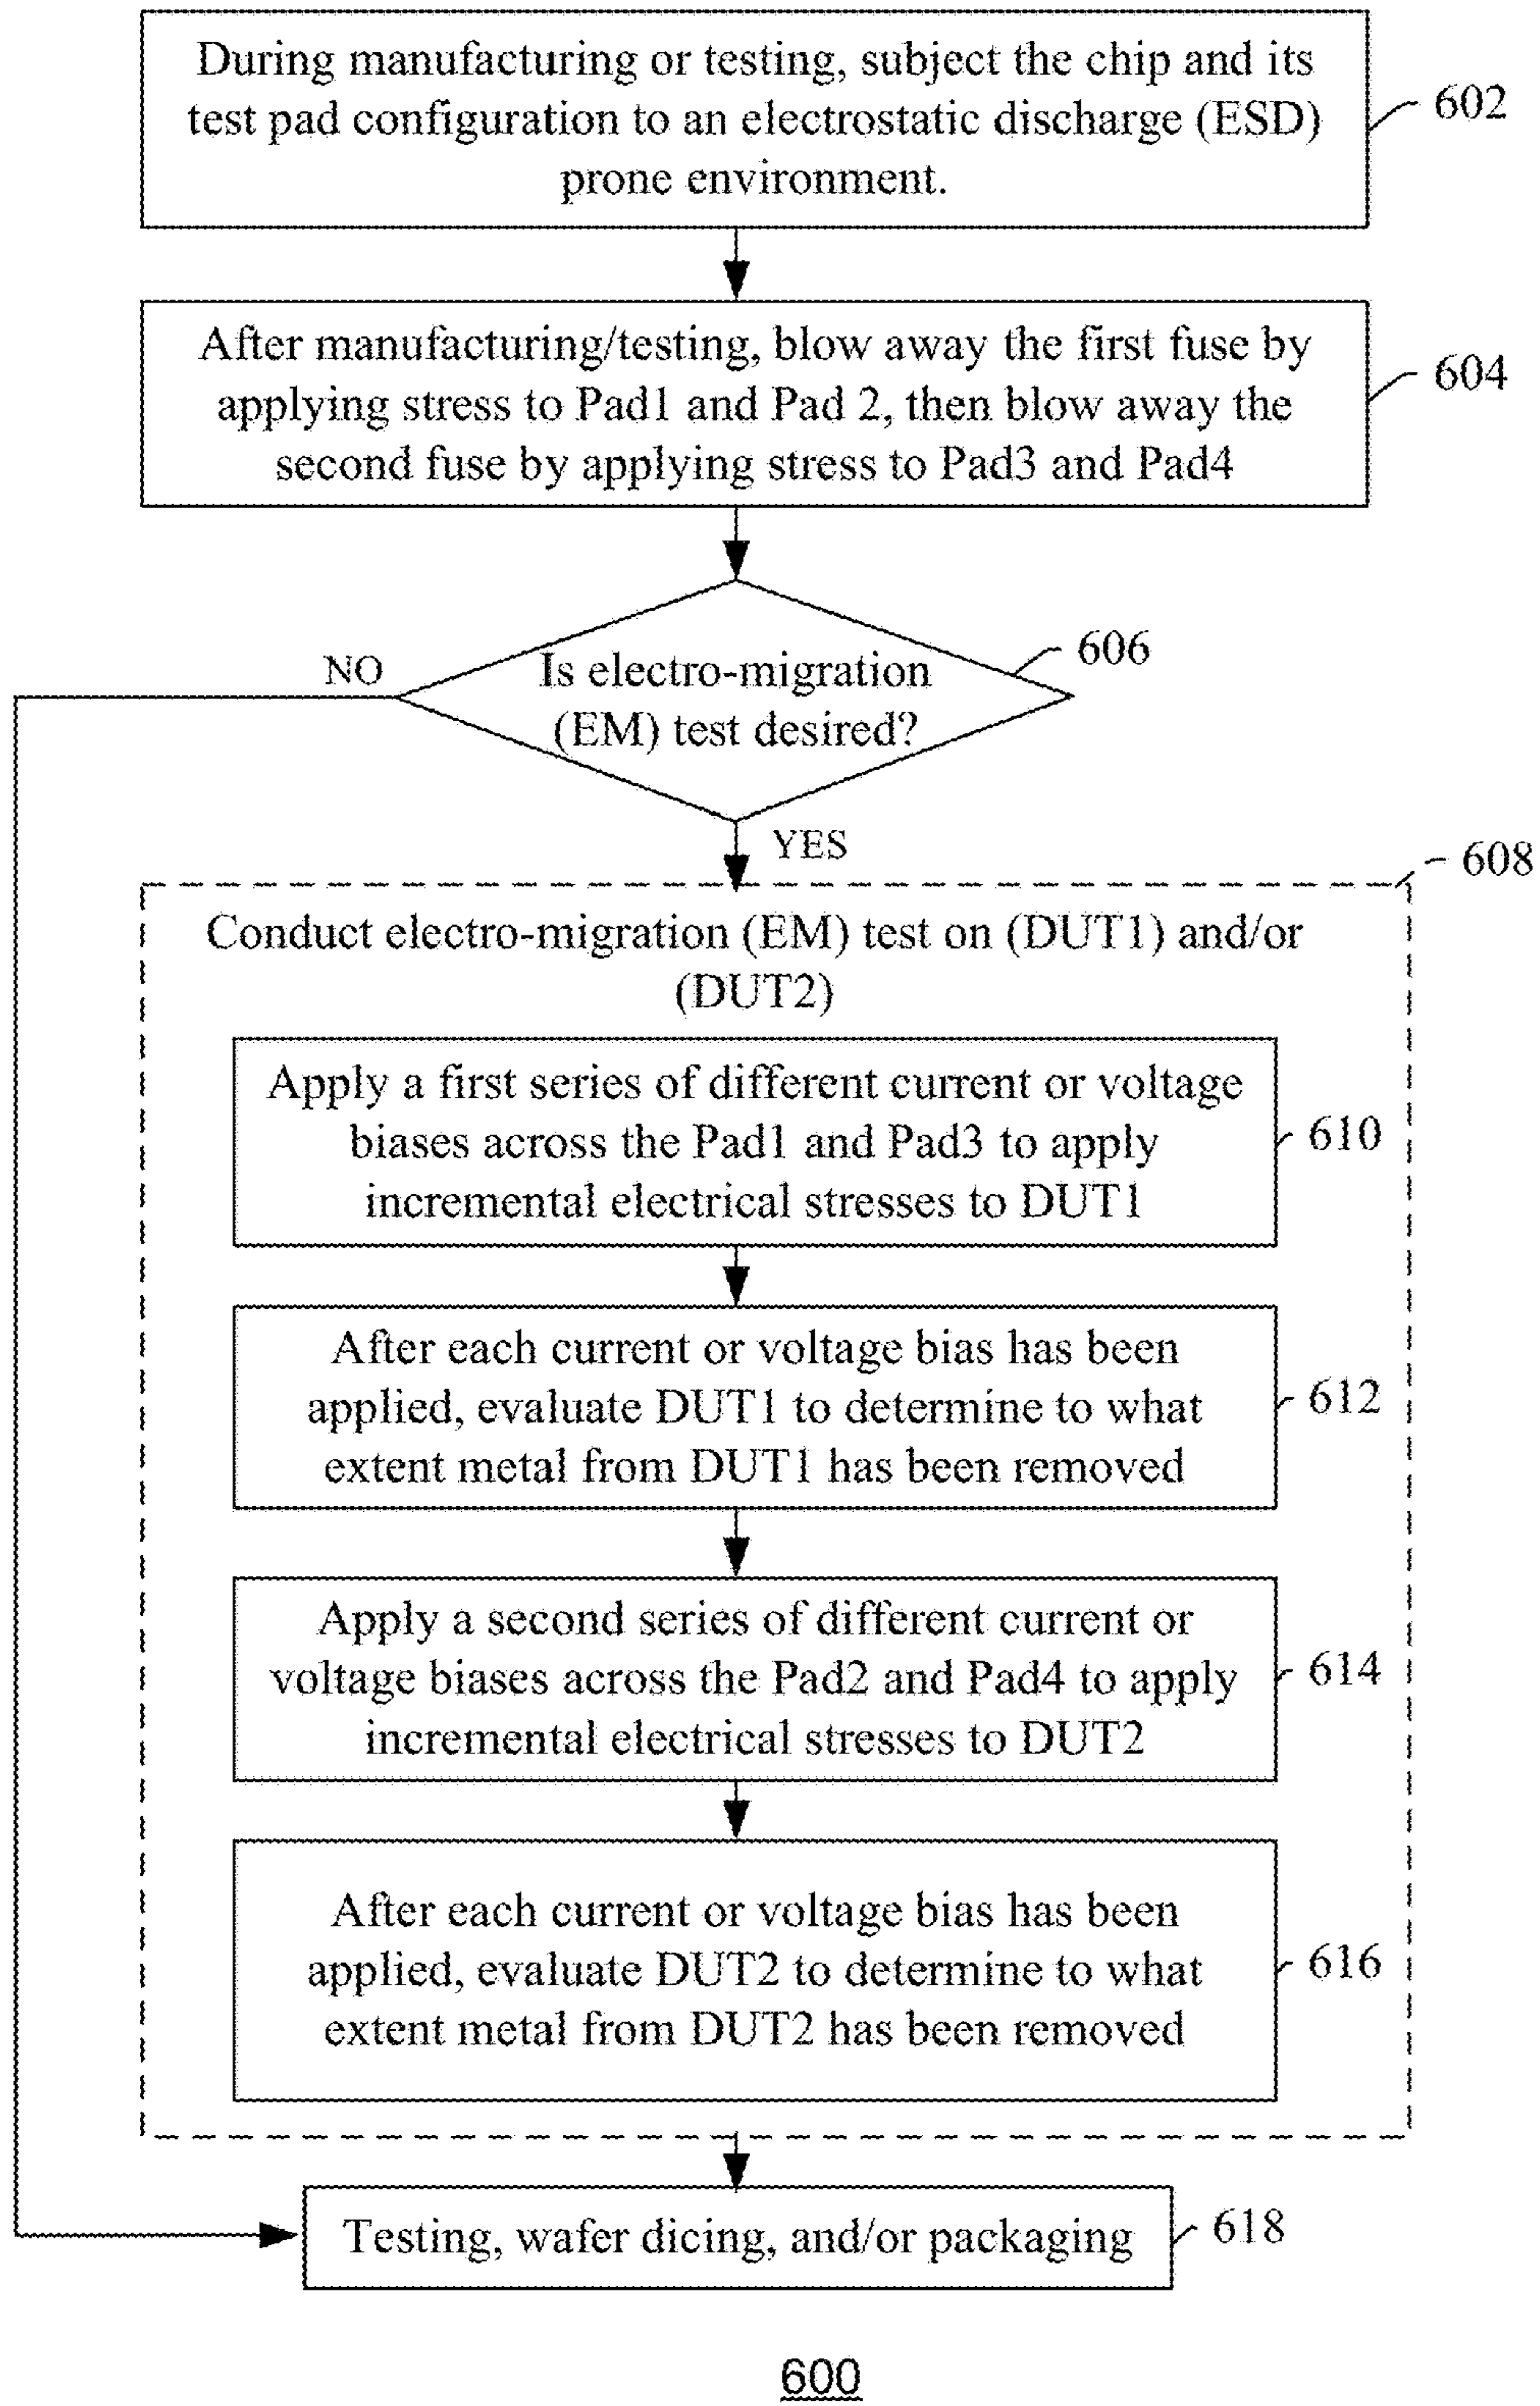 During manufacturing or testing, subject the chip and its
test pad configuration to an electrostatic discharge (ESD)
prone environment.
602
After manufacturing/testing, blow away the first fuse by
applying stress to Pad1 and Pad 2, then blow away the
second fuse by applying stress to Pad3 and Pad4
604
NO
Is electro-migration
(EM) test desired?
606
YES
608
Conduct electro-migration (EM) test on (DUT1) and/or
(DUT2)
Apply a first series of different current or voltage
biases across the Pad1 and Pad3 to apply
incremental electrical stresses to DUT1
610
After each current or voltage bias has been
applied, evaluate DUT1 to determine to what
extent metal from DUT1 has been removed
612
Apply a second series of different current or
voltage biases across the Pad2 and Pad4 to apply
incremental electrical stresses to DUT2
614
After each current or voltage bias has been
applied, evaluate DUT2 to determine to what
extent metal from DUT2 has been removed
616
Testing, wafer dicing, and/or packaging
618
600